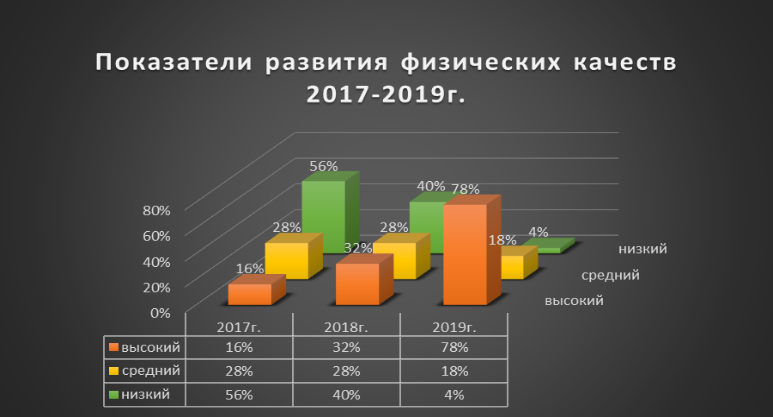 Показатели развития физических качеств
2017-2019г.
56%
40%
78%
80%
28%
28%
4%
60%
32%
18%
низкий
40%
16%
средний
20%
высокий
0%
2017г. 2018г. 2019г.
высокий 16% 32% 78%
средний 28% 28% 18%
низкий 56% 40% 4%